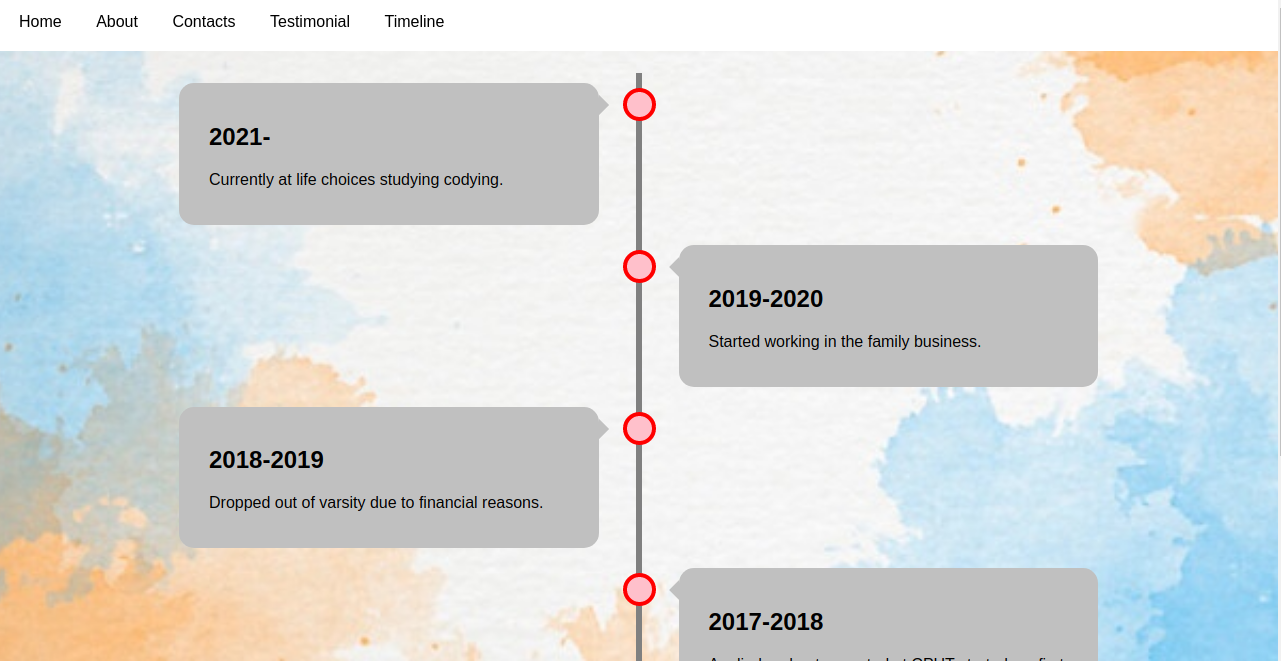 Home About Contacts Testimonial Timeline
2021-
Currently at life choices studying codying.
2019-2020
Started working in the family business.
2018-2019
Dropped out of varsity due to financial reasons.
2017-2018